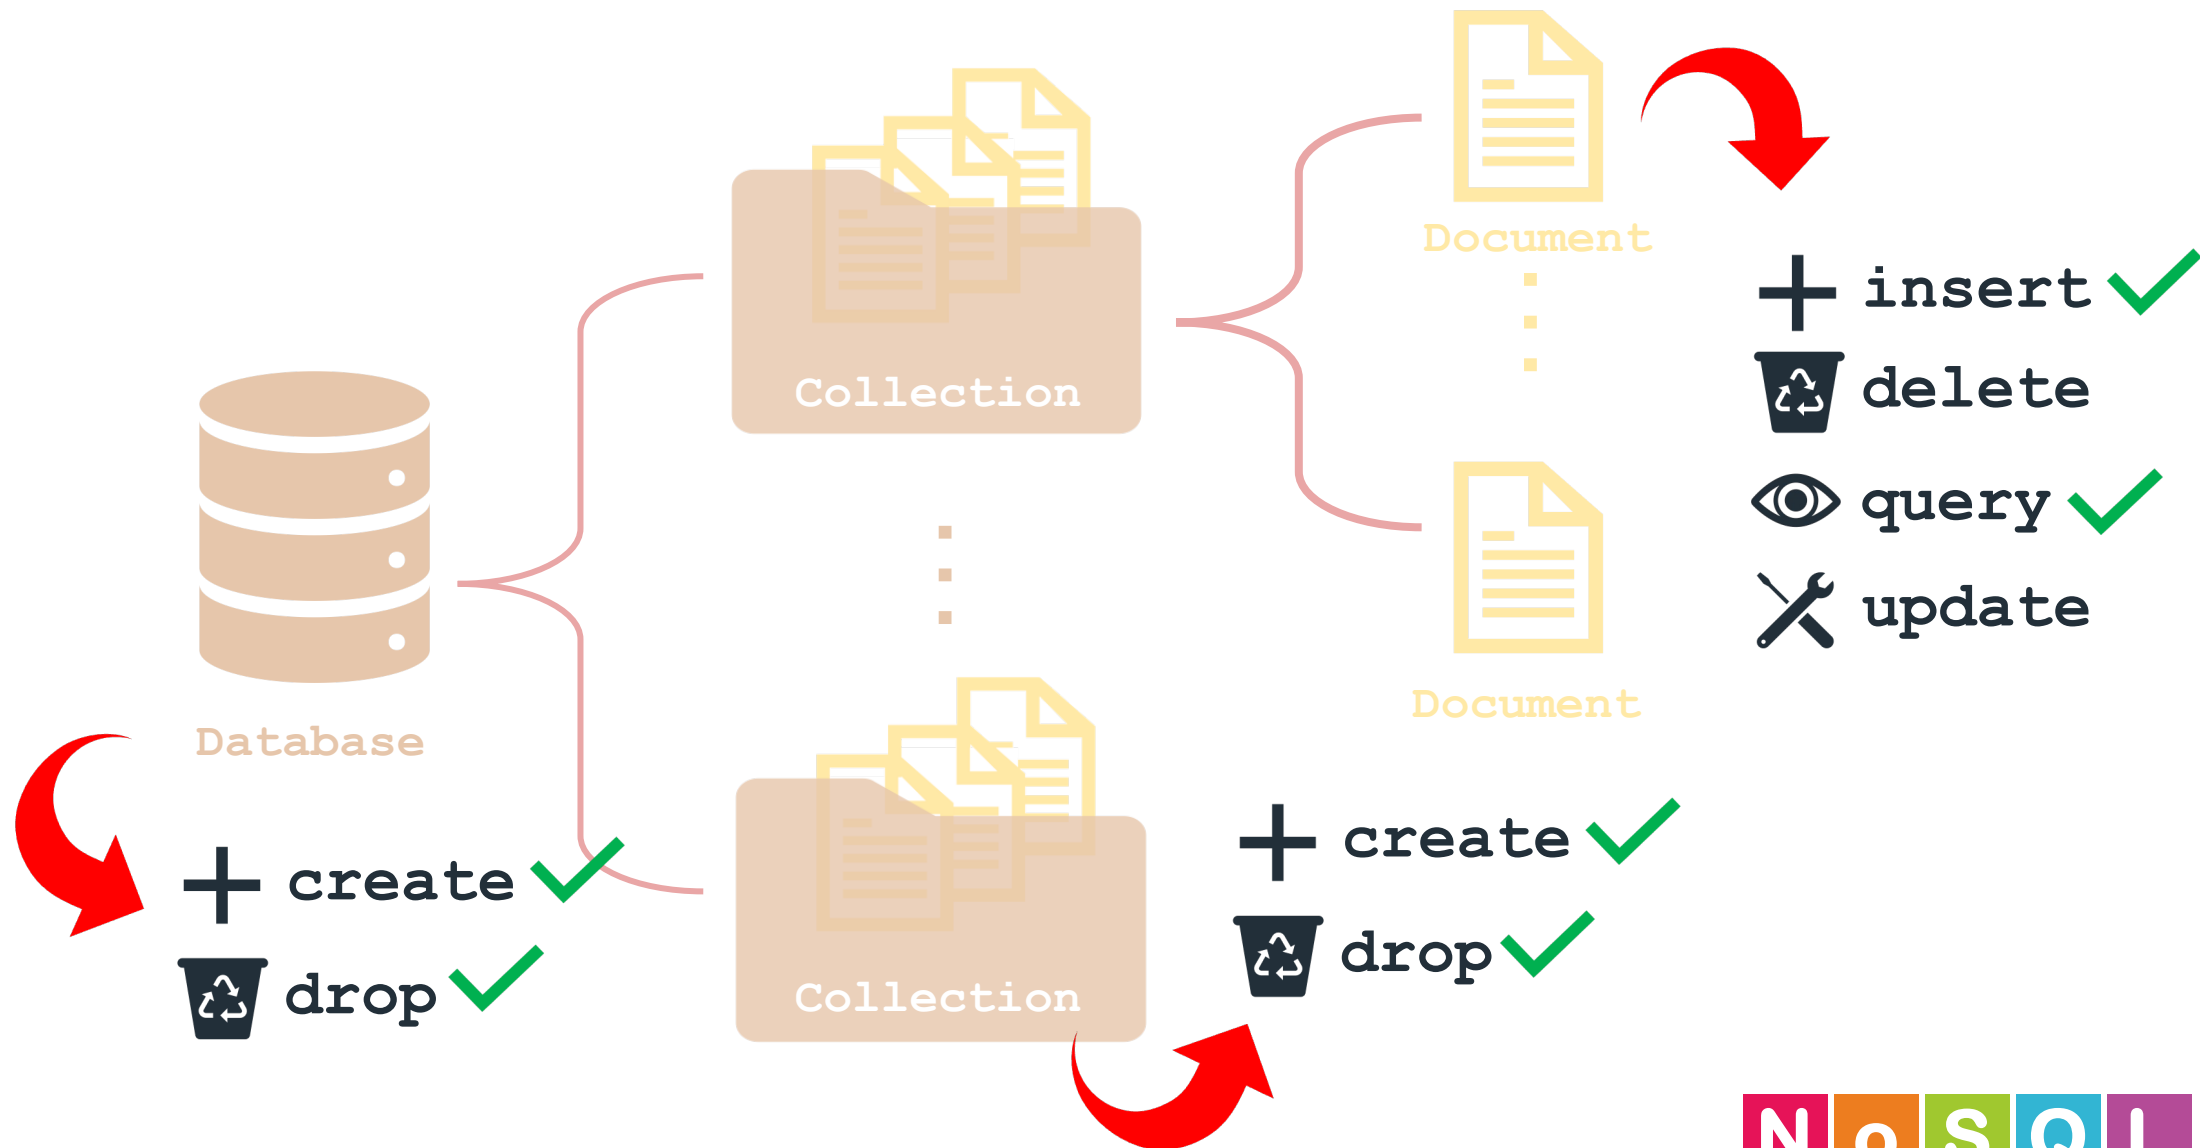 Document
insert
delete
query
update
Collection
Document
Database
create
drop
Collection
create
drop
NoSQL